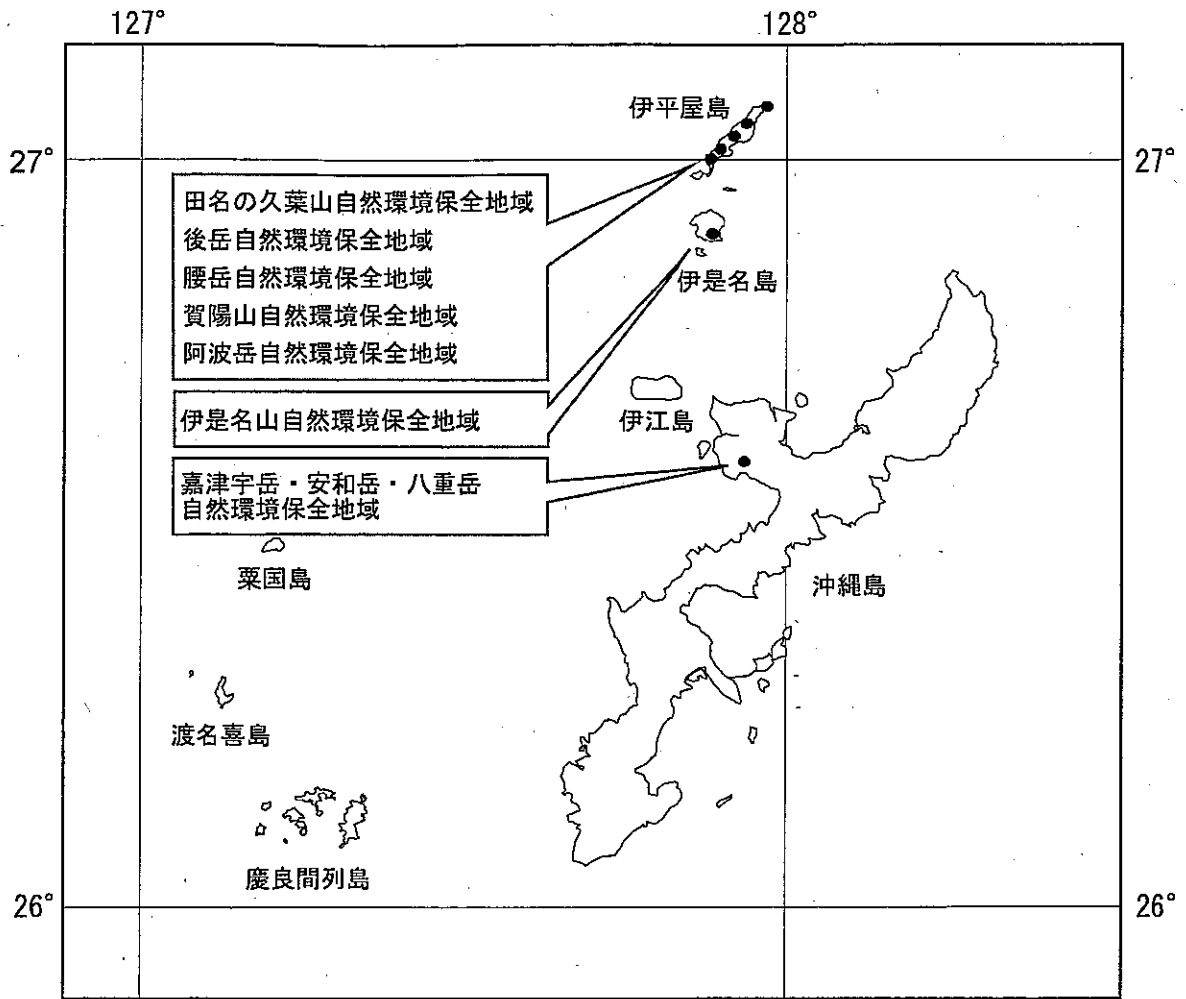 127°
128°
伊平屋島
27°
27°
田名の久葉山自然環境保全地域
後岳自然環境保全地域
腰岳自然環境保全地域
賀陽山自然環境保全地域
阿波岳自然環境保全地域
伊是名島
伊江島
伊是名山自然環境保全地域
嘉津宇岳・安和岳・八重岳
自然環境保全地域
粟国島
沖縄島
渡名喜島
慶良間列島
26°
26°